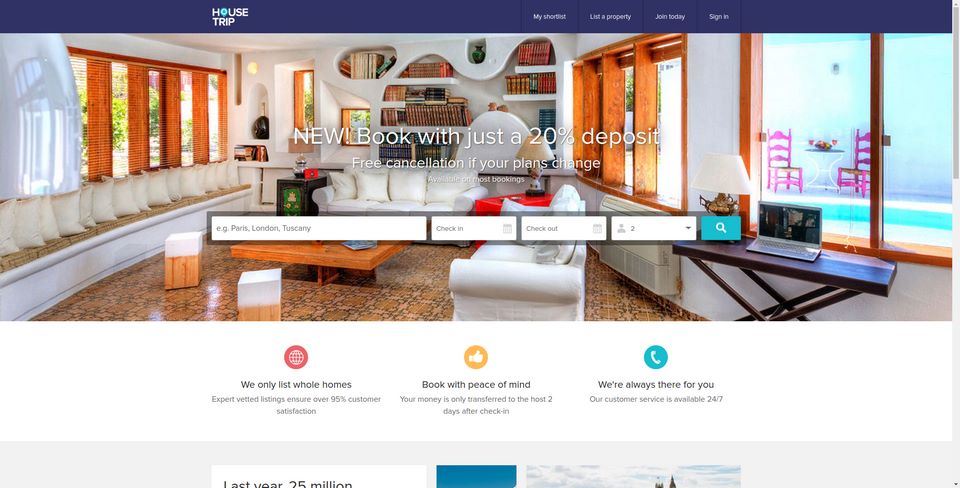 HOUSE
TRIP
My shortlist
List a property
Join today
Sign in
NEW! Book with just a 20% deposit
Free cancellation if your plans change
Available on most bookings
e.g. Paris, London, Tuscany
Check in
Check out
2
We only list whole homes
Expert vetted listings ensure over 95% customer
satisfaction
Book with peace of mind
Your money is only transferred to the host 2
days after check-in
We're always there for you
Our customer service is available 24/7
Last year, 25 million